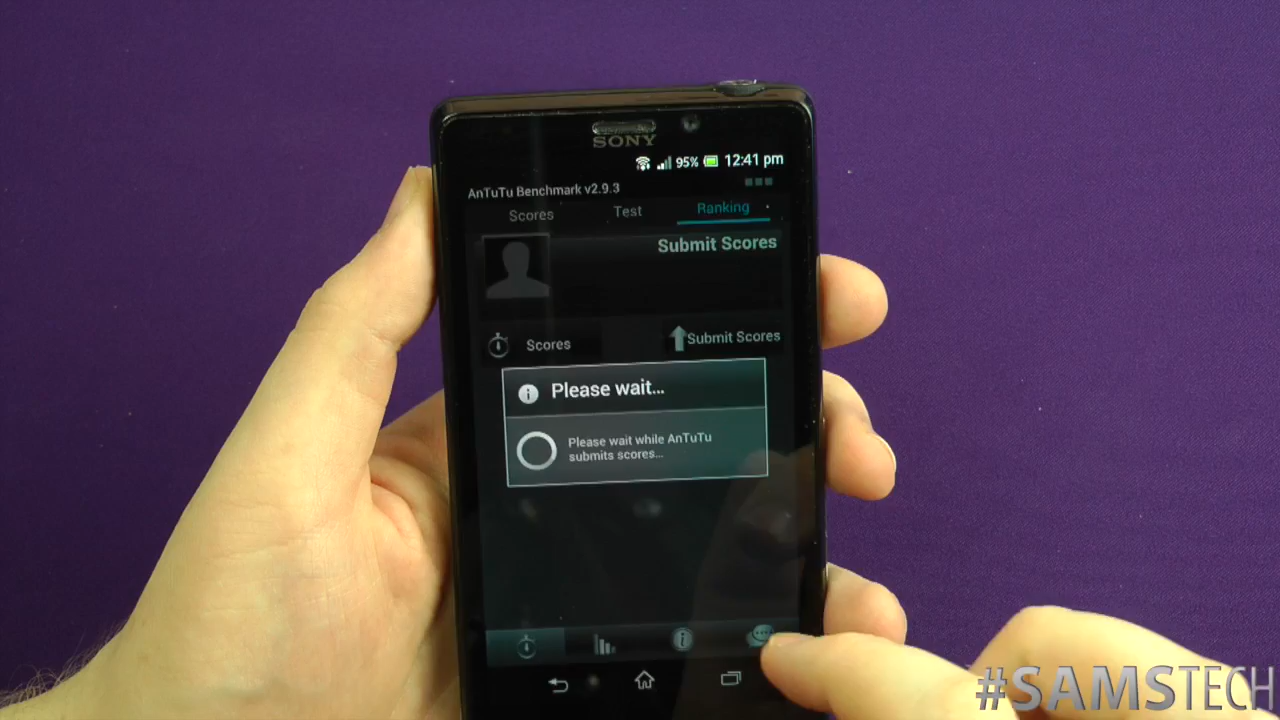 SONY
95% 12:41 pm
AnTuTu Benchmark v2.9.3
Scores Test Ranking
Submit Scores
Scores Submit Scores
Please wait...
Please wait while AnTuTu
submits scores...
#SAMSTECH